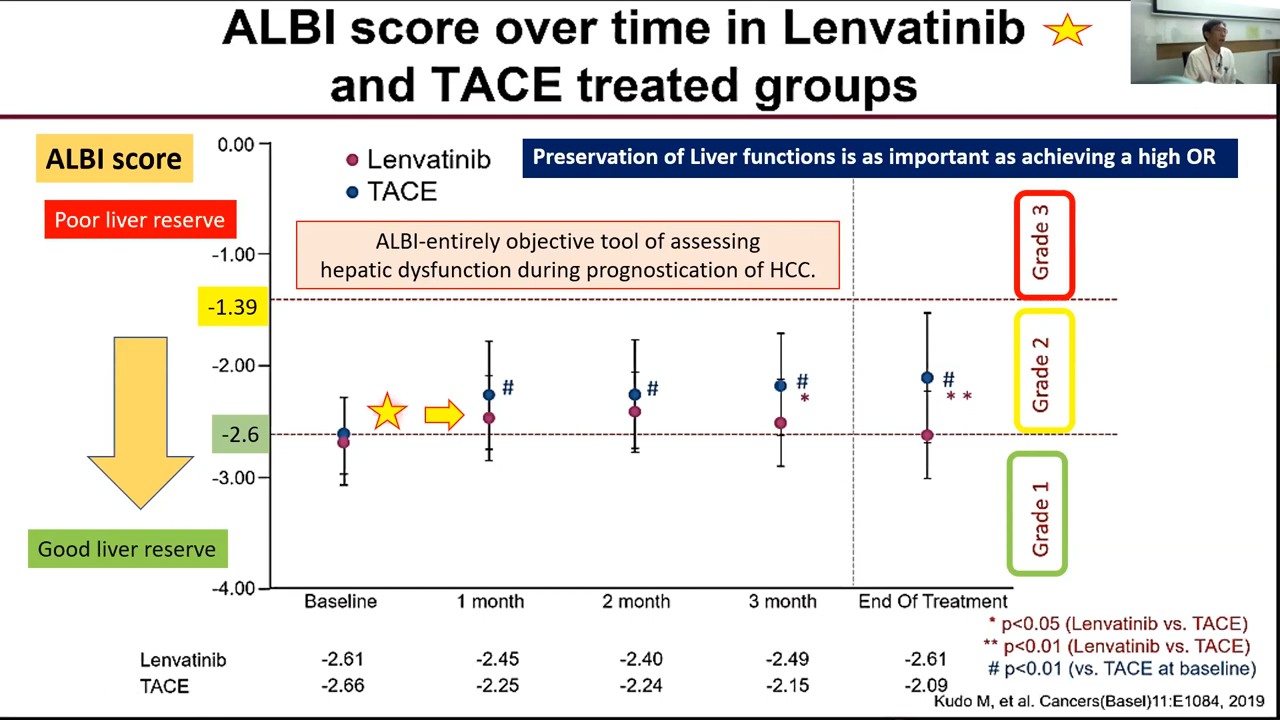 ALBI score over time in Lenvatinib
and TACE treated groups
ALBI score
Poor liver reserve
Good liver reserve
0.00
-1.00
-1.39
-2.00
-2.6
-3.00
-4.00
Lenvatinib
TACE
Preservation of Liver functions is as important as achieving a high OR
ALBI-entirely objective tool of assessing
hepatic dysfunction during prognostication of HCC.
Grade 3
Grade 2
Grade 1
#
#
#
*
#
* *
Baseline 1 month 2 month 3 month End Of Treatment
Lenvatinib -2.61 -2.45 -2.40 -2.49 -2.61
TACE -2.66 -2.25 -2.24 -2.15 -2.09
* p<0.05 (Lenvatinib vs. TACE)
** p<0.01 (Lenvatinib vs. TACE)
# p<0.01 (vs. TACE at baseline)
Kudo M, et al. Cancers(Basel)11:E1084, 2019